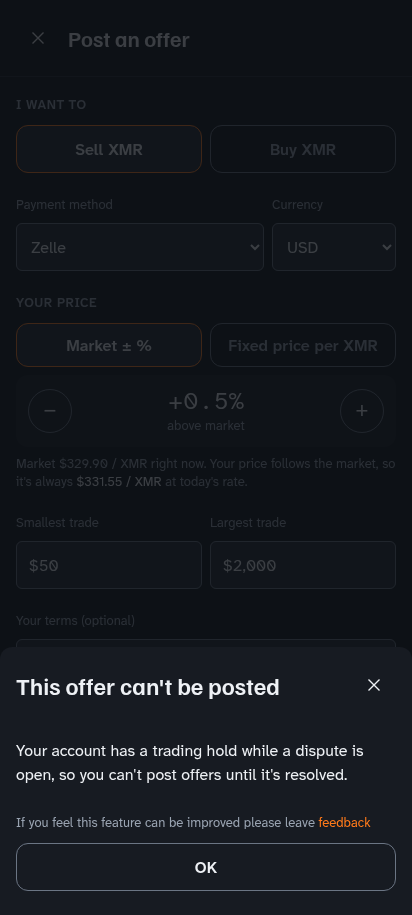 Post an offer
I WANT TO
Sell XMR
Buy XMR
Payment method
Currency
Zelle
USD
YOUR PRICE
Market ± %
Fixed price per XMR
−
+0.5%
+
above market
Market $329.90 / XMR right now. Your price follows the market, so
it's always $331.55 / XMR at today's rate.
Smallest trade
Largest trade
$50
$2,000
Your terms (optional)
This offer can't be posted
Your account has a trading hold while a dispute is
open, so you can't post offers until it's resolved.
If you feel this feature can be improved please leave feedback
OK